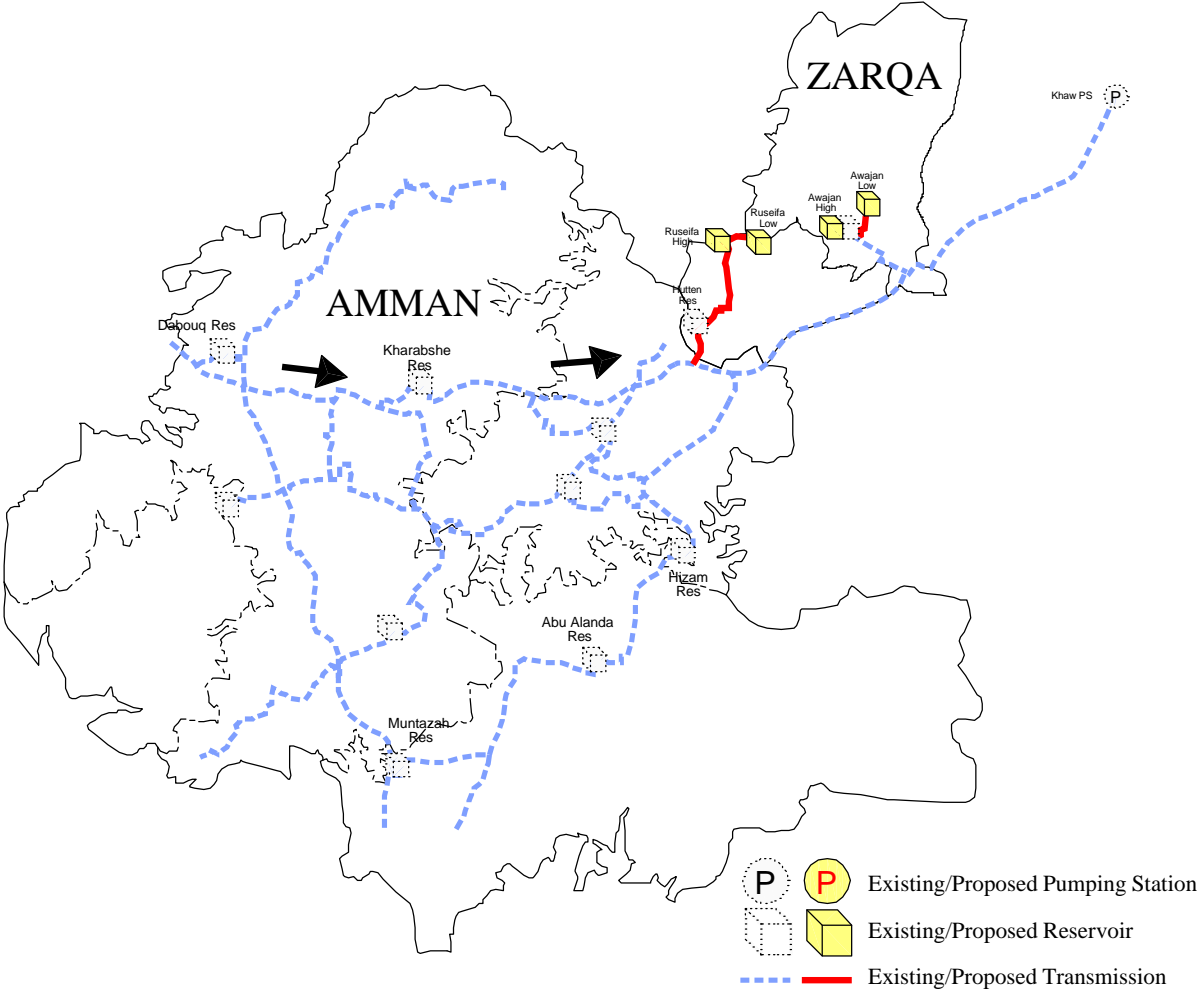 ZARQA
Khaw PS
P
Awajan
Low
Awajan
High
Ruseifa
Low
Ruseifa
High
Hutten
Res
AMMAN
Dabouq Res
Kharabshe
Res
Hizam
Res
Abu Alanda
Res
Muntazah
Res
P P Existing/Proposed Pumping Station
Existing/Proposed Reservoir
Existing/Proposed Transmission